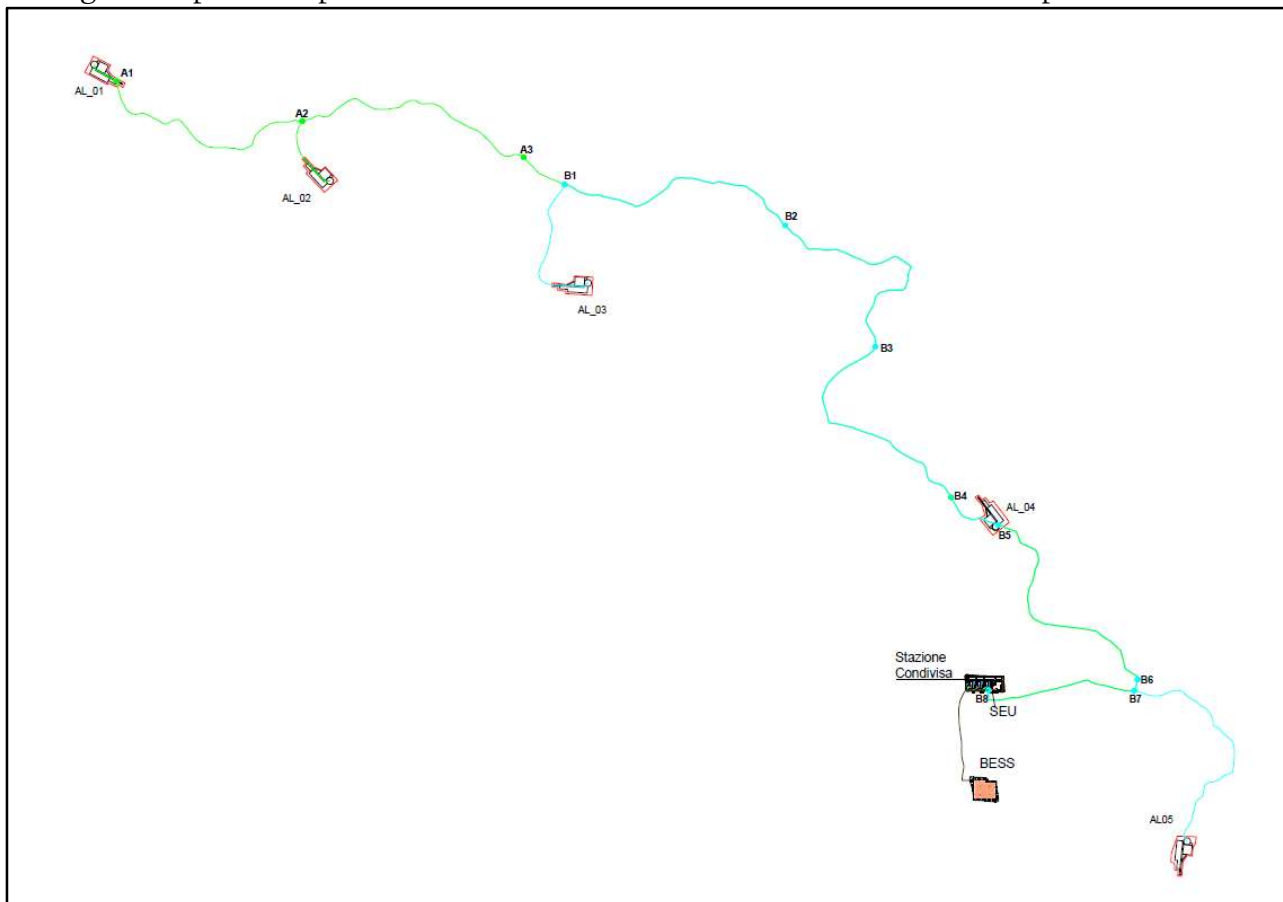 A1
AL_01
A2
AL_02
A3
B1
AL_03
B2
B3
B4
AL_04
B5
Stazione
Condivisa
B6
B7
B8
SEU
BESS
AL05